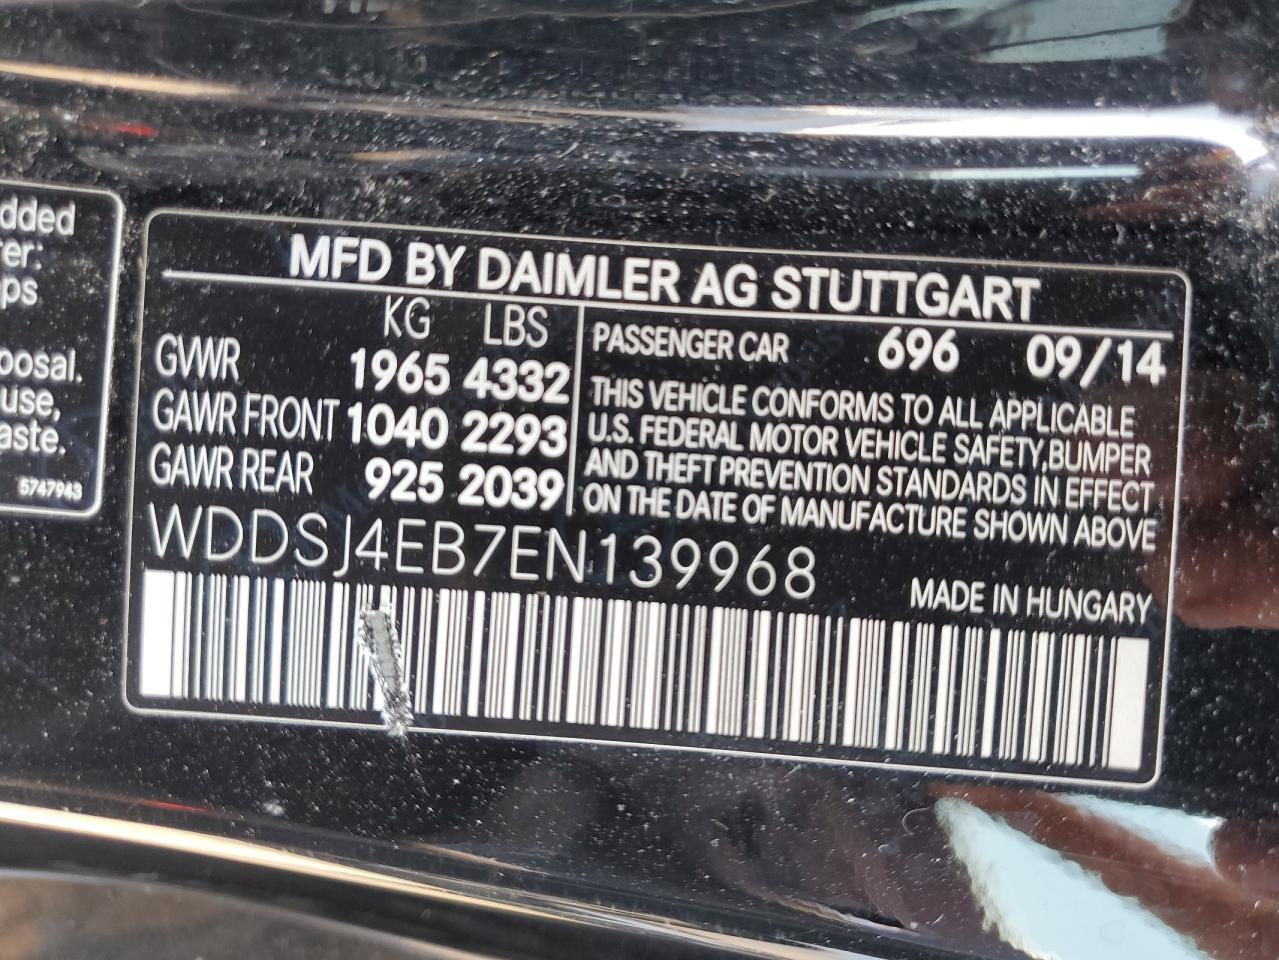 dded
rer:
ps
posal.
use,
aste.
5747943
MFD BY DAIMLER AG STUTTGART
KG LBS
GVWR 1965 4332
GAWR FRONT 1040 2293
GAWR REAR 925 2039
PASSENGER CAR 696 09/14
THIS VEHICLE CONFORMS TO ALL APPLICABLE
U.S. FEDERAL MOTOR VEHICLE SAFETY,BUMPER
AND THEFT PREVENTION STANDARDS IN EFFECT
ON THE DATE OF MANUFACTURE SHOWN ABOVE
WDDSJ4EB7EN139968
MADE IN HUNGARY